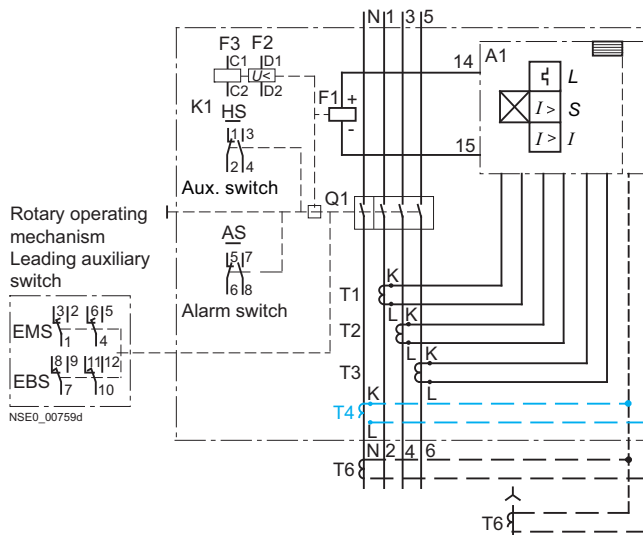 N 1 3 5
F3 F2
C1 D1
U<
C2 D2
K1
HS
1 3
2 4
Aux. switch
F1
+
-
14
15
A1
L
I > S
I > I
Q1
Rotary operating
mechanism
Leading auxiliary
switch
AS
5 7
6 8
Alarm switch
EMS
3 2 6 5
1 4
EBS
8 9 11 12
7 10
NSE0_00759d
T1
K
L
T2
K
L
T3
K
L
T4
K
L
N 2 4 6
T6
T6